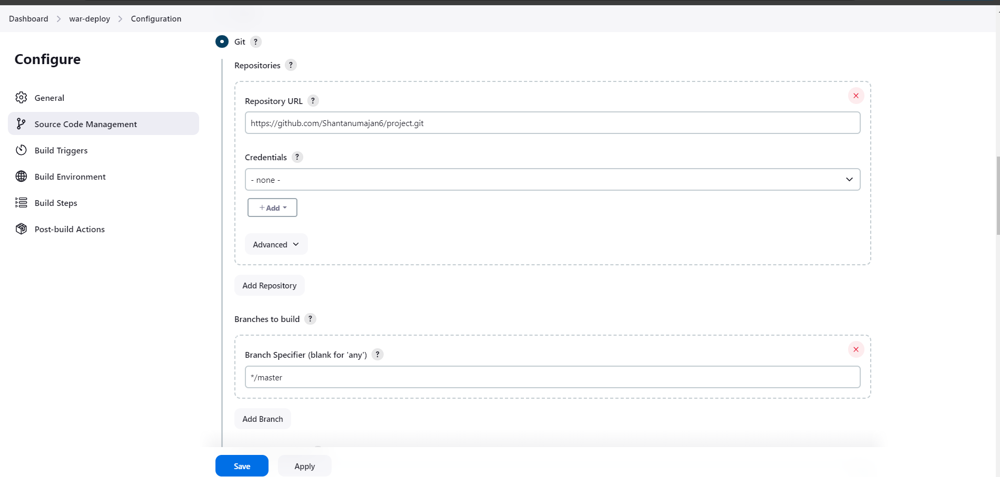 Dashboard > war-deploy > Configuration
Configure
General
Source Code Management
Build Triggers
Build Environment
Build Steps
Post-build Actions
Git ?
Repositories ?
Repository URL ?
https://github.com/Shantanumajan6/project.git
Credentials ?
- none -
+ Add
Advanced
Add Repository
Branches to build ?
Branch Specifier (blank for 'any') ?
*/master
Add Branch
Save Apply